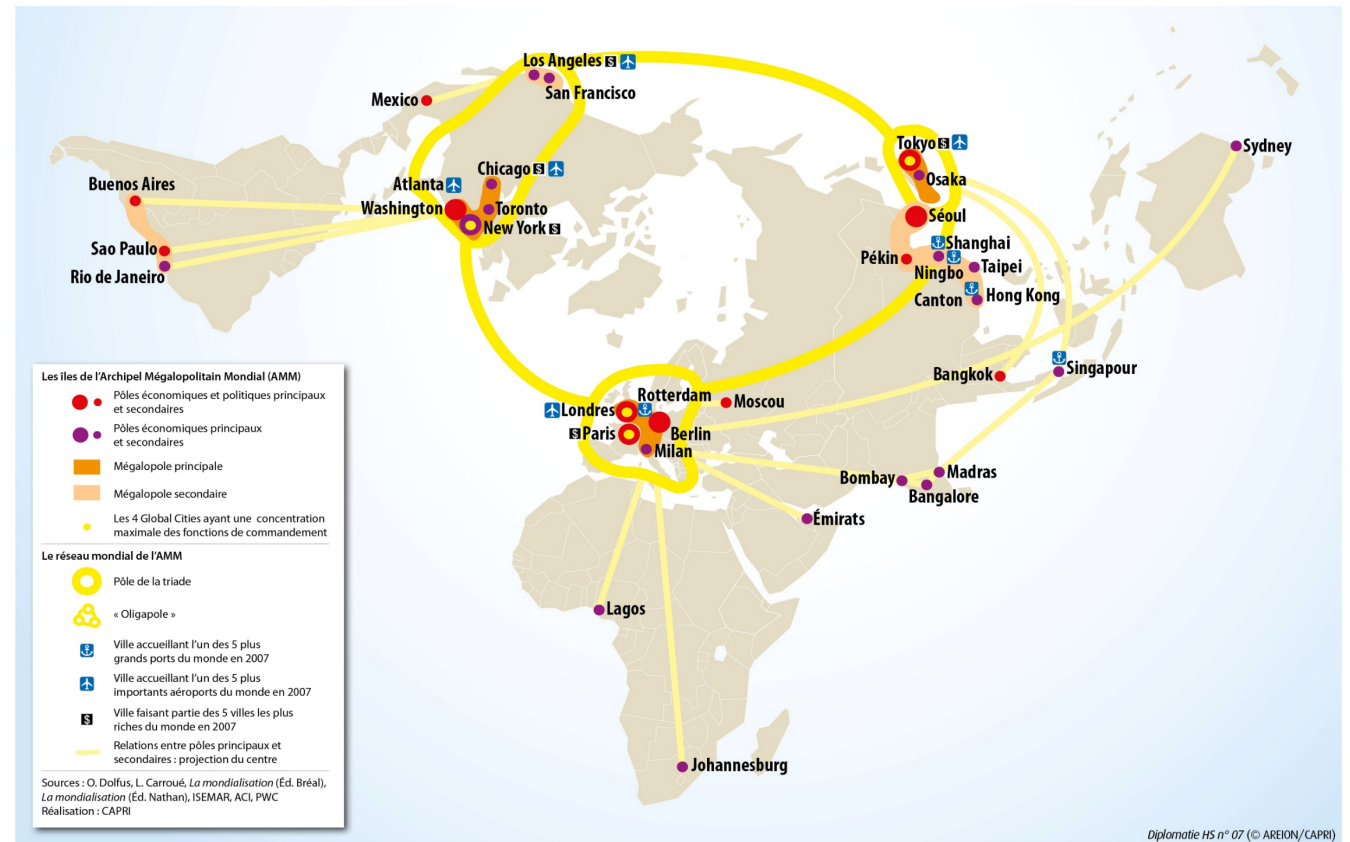 Los Angeles $
San Francisco
Mexico
Tokyo $
Osaka
Sydney
Chicago $
Atlanta
Buenos Aires
Washington
Toronto
New York $
Séoul
Shanghai
Sao Paulo
Pékin
Ningbo
Taipei
Rio de Janeiro
Canton
Hong Kong
Singapour
Bangkok
Rotterdam
Moscou
Londres
$ Paris
Berlin
Milan
Bombay
Madras
Bangalore
Émirats
Lagos
Johannesburg
Les îles de l'Archipel Mégalopolitain Mondial (AMM)
Pôles économiques et politiques principaux
et secondaires
Pôles économiques principaux
et secondaires
Mégalopole principale
Mégalopole secondaire
Les 4 Global Cities ayant une concentration
maximale des fonctions de commandement
Le réseau mondial de l'AMM
Pôle de la triade
« Oligapole »
Ville accueillant l'un des 5 plus
grands ports du monde en 2007
Ville accueillant l'un des 5 plus
importants aéroports du monde en 2007
$
Ville faisant partie des 5 villes les plus
riches du monde en 2007
Relations entre pôles principaux et
secondaires : projection du centre
Sources : O. Dolfus, L. Carroué, La mondialisation (Éd. Bréal),
La mondialisation (Éd. Nathan), ISEMAR, ACI, PWC
Réalisation : CAPRI
Diplomatie HS n° 07 (© AREION/CAPRI)